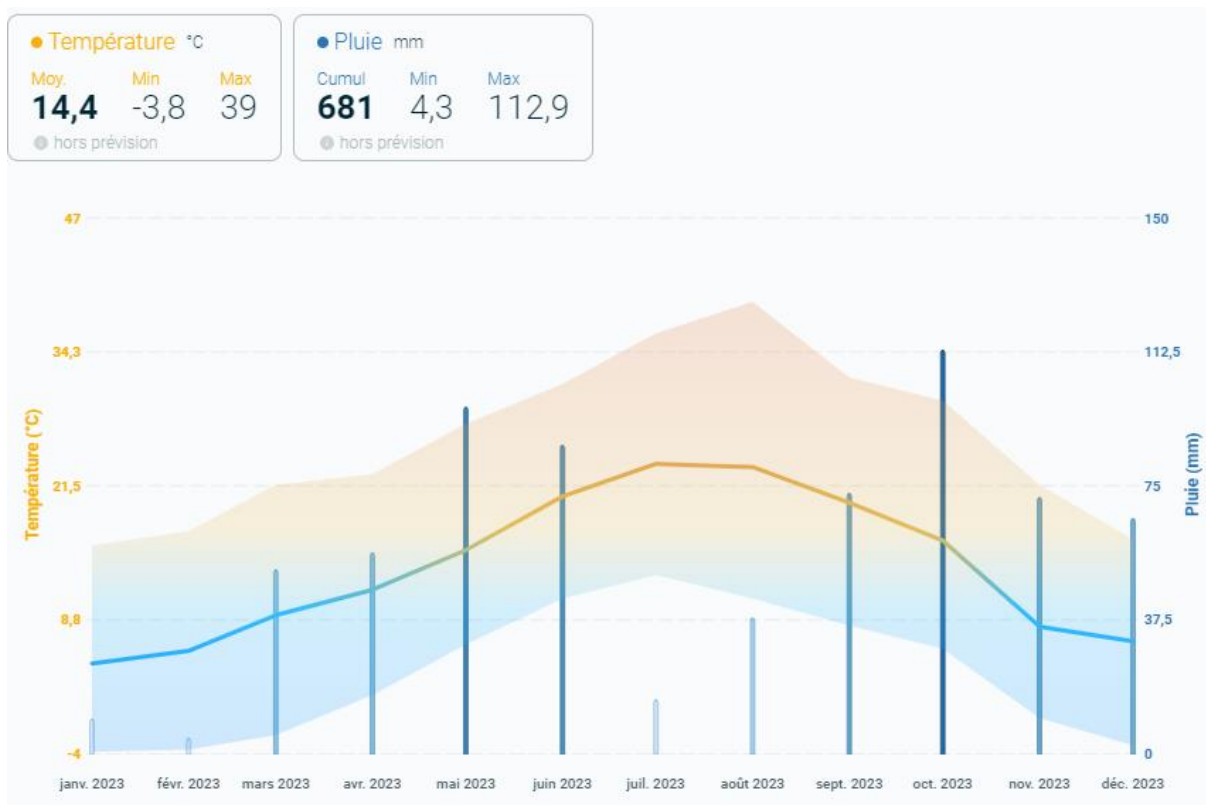 Température °C
Moy. Min Max
14,4 -3,8 39
hors prévision
Pluie mm
Cumul Min Max
681 4,3 112,9
hors prévision
47 150
34,3 112,5
21,5 75
8,8 37,5
-4 0
Température (°C)
Pluie (mm)
janv. 2023 févr. 2023 mars 2023 avr. 2023 mai 2023 juin 2023 juil. 2023 août 2023 sept. 2023 oct. 2023 nov. 2023 déc. 2023